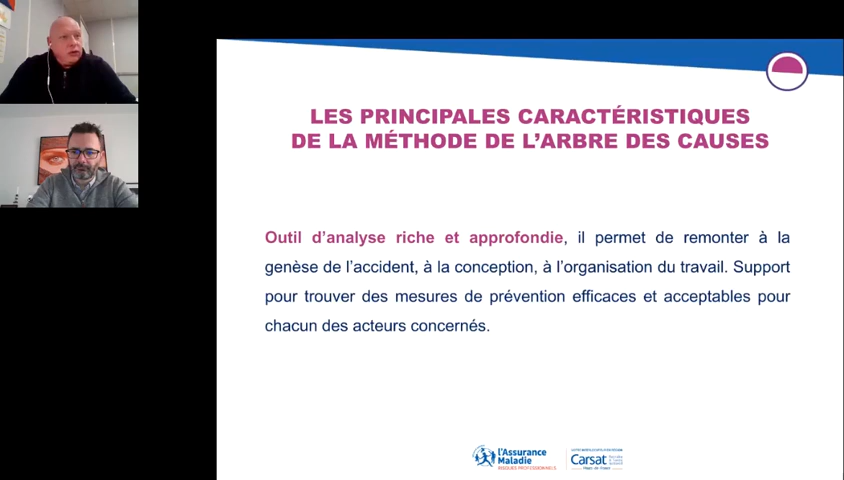 LES PRINCIPALES CARACTÉRISTIQUES
DE LA MÉTHODE DE L’ARBRE DES CAUSES
Outil d’analyse riche et approfondie, il permet de remonter à la
genèse de l’accident, à la conception, à l’organisation du travail. Support
pour trouver des mesures de prévention efficaces et acceptables pour
chacun des acteurs concernés.
l’Assurance
Maladie
RISQUES PROFESSIONNELS
Carsat